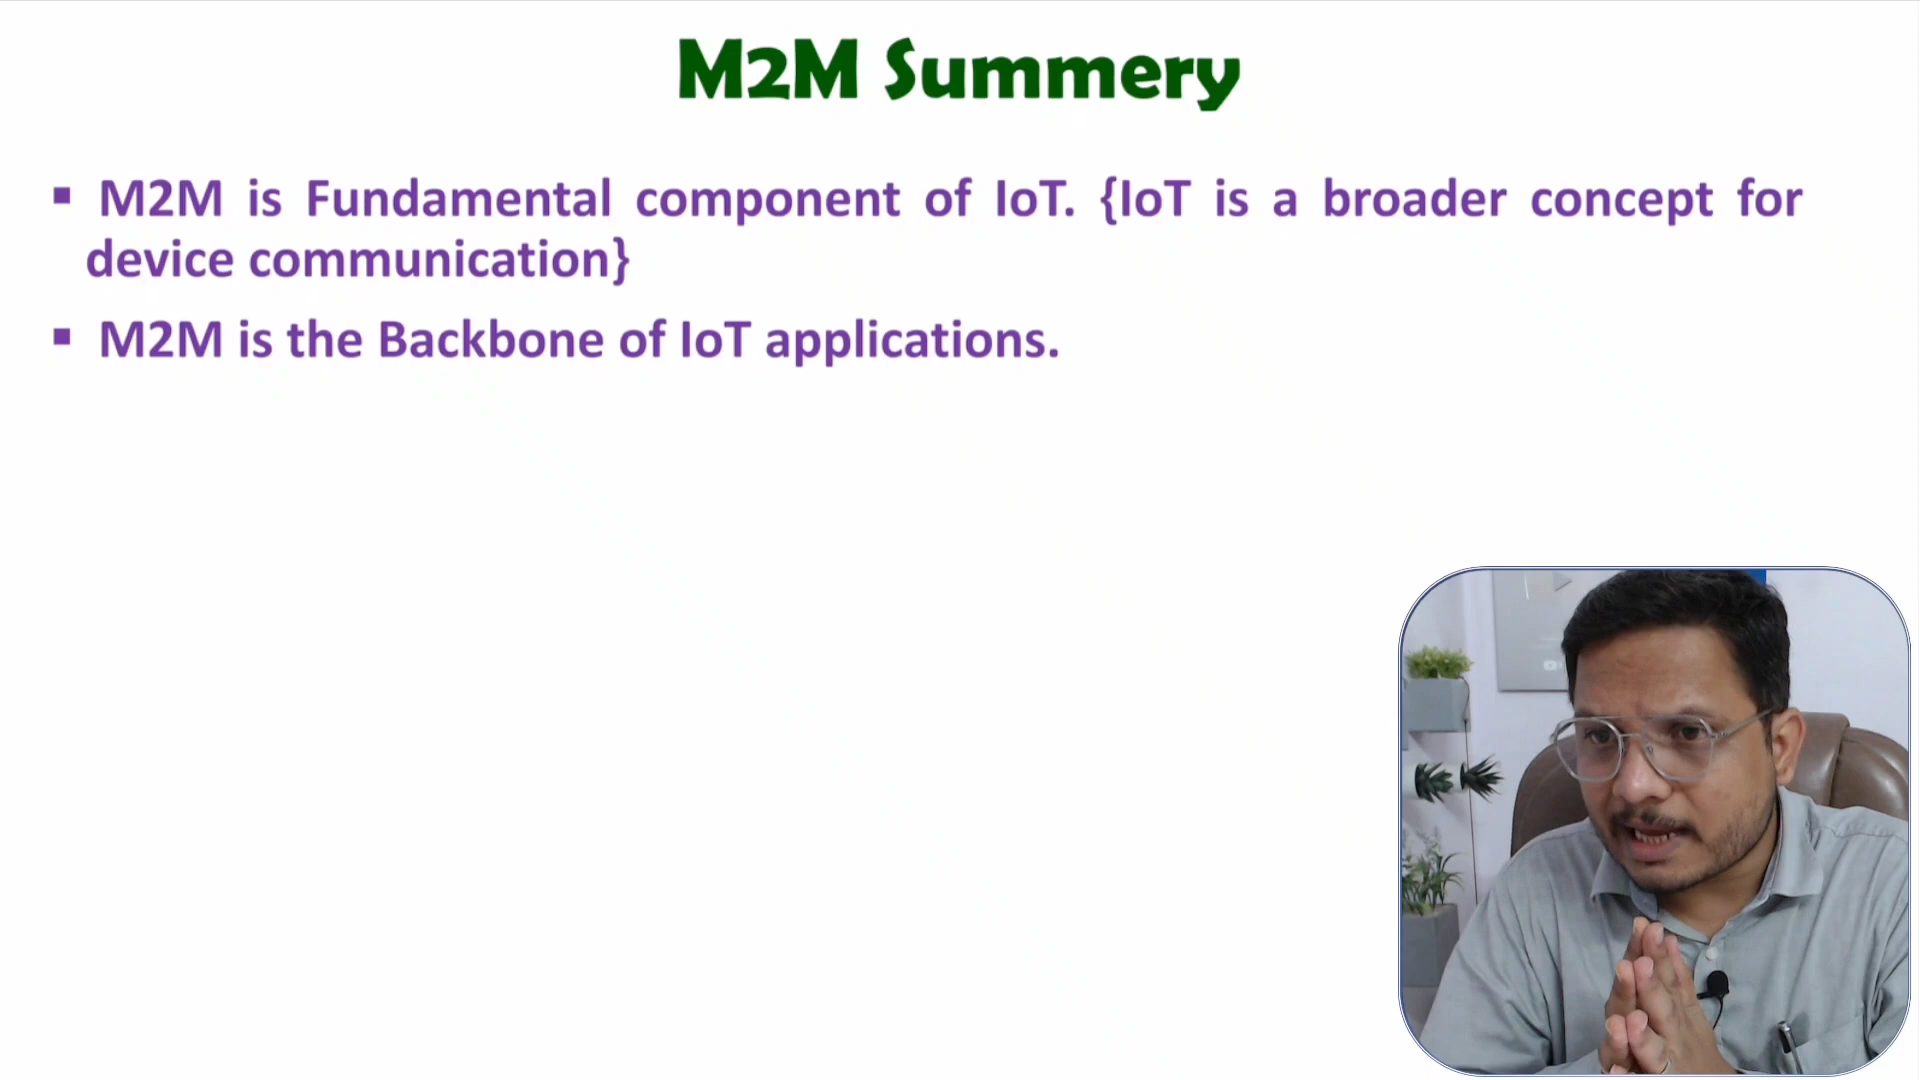 M2M Summery
▪ M2M is Fundamental component of IoT. {IoT is a broader concept for
device communication}
▪ M2M is the Backbone of IoT applications.